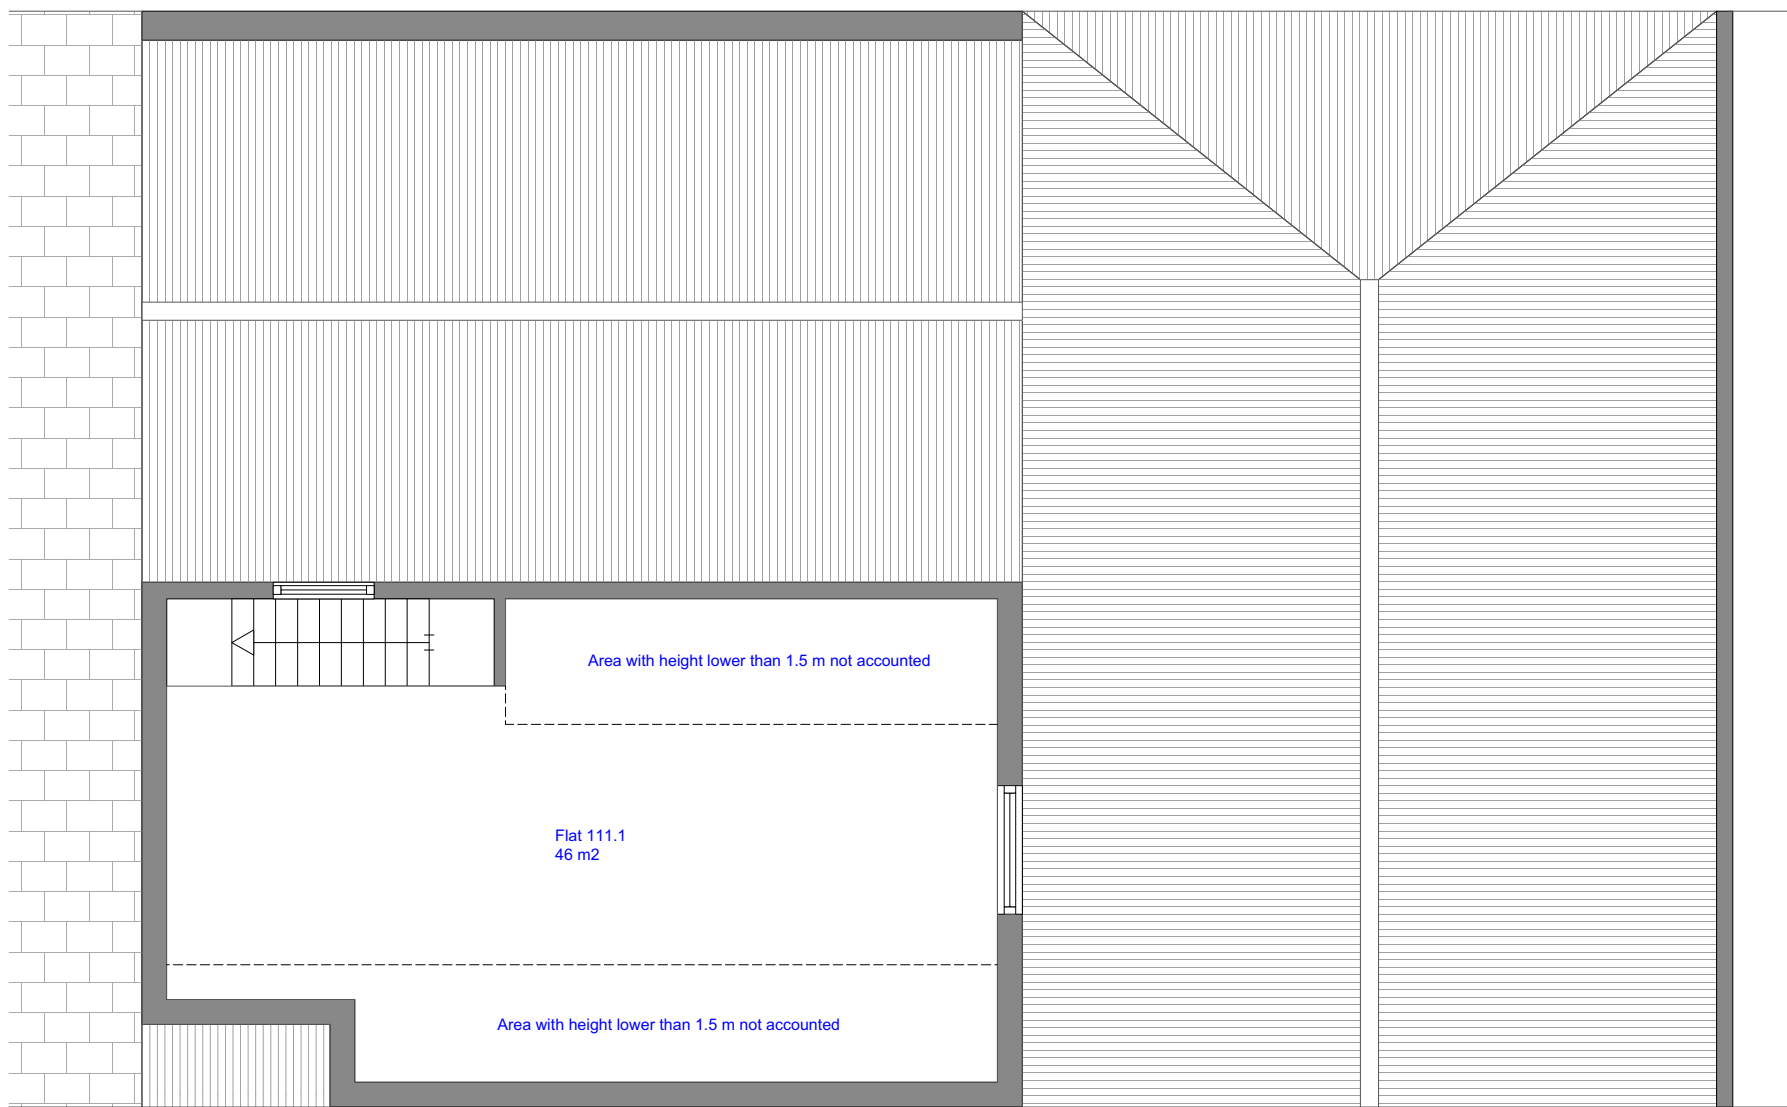 Area with height lower than 1.5 m not accounted
Flat 111.1
46 m2
Area with height lower than 1.5 m not accounted